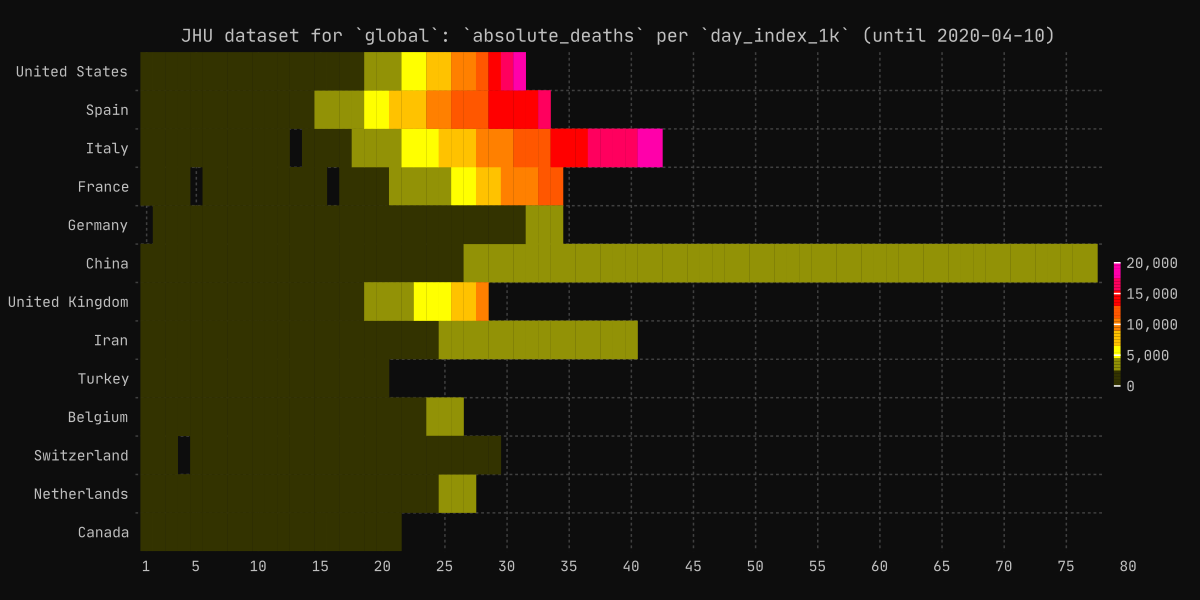 JHU dataset for `global`: `absolute_deaths` per `day_index_1k` (until 2020-04-10)
United States
Spain
Italy
France
Germany
China
United Kingdom
Iran
Turkey
Belgium
Switzerland
Netherlands
Canada
1 5 10 15 20 25 30 35 40 45 50 55 60 65 70 75 80
20,000
15,000
10,000
5,000
0